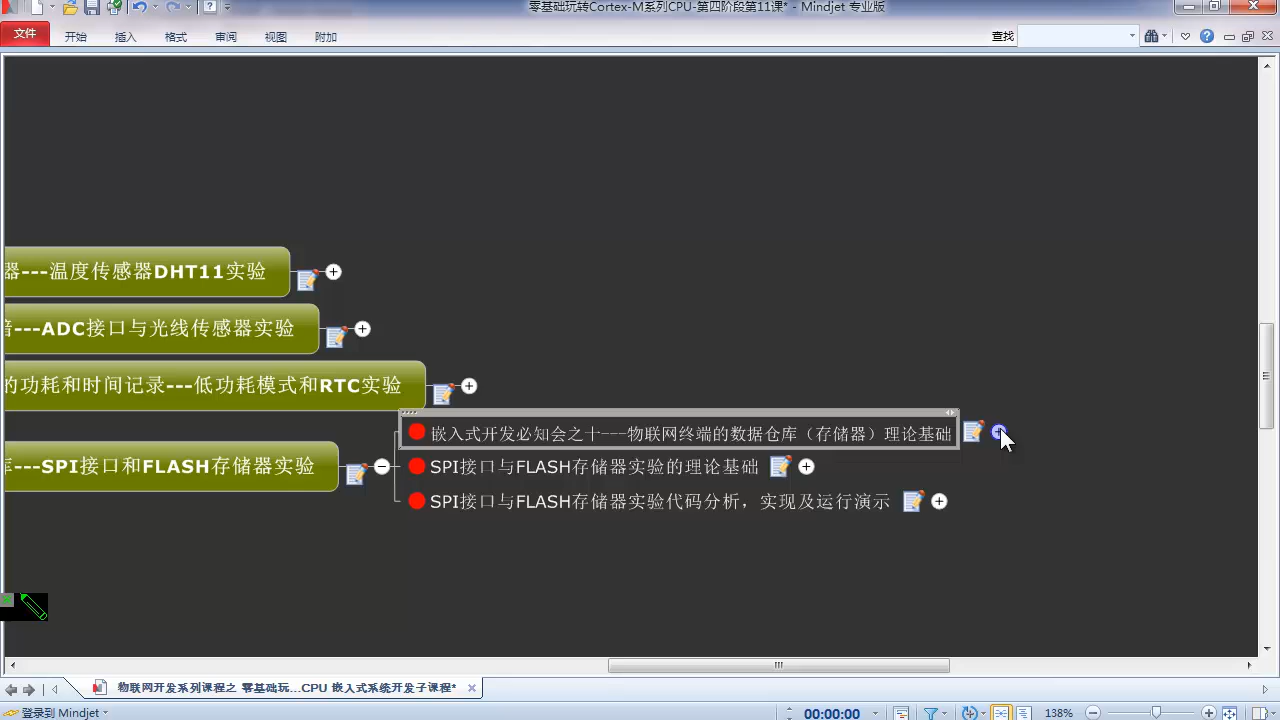 零基础玩转Cortex-M系列CPU-第四阶段第11课* - Mindjet 专业版
文件 开始 插入 格式 审阅 视图 附加 查找
器---温度传感器DHT11实验
---ADC接口与光线传感器实验
的功耗和时间记录---低功耗模式和RTC实验
嵌入式开发必知会之十---物联网终端的数据仓库（存储器）理论基础
---SPI接口和FLASH存储器实验
SPI接口与FLASH存储器实验的理论基础
SPI接口与FLASH存储器实验代码分析，实现及运行演示
物联网开发系列课程之 零基础玩...CPU 嵌入式系统开发子课程*
登录到 Mindjet 00:00:00 138%